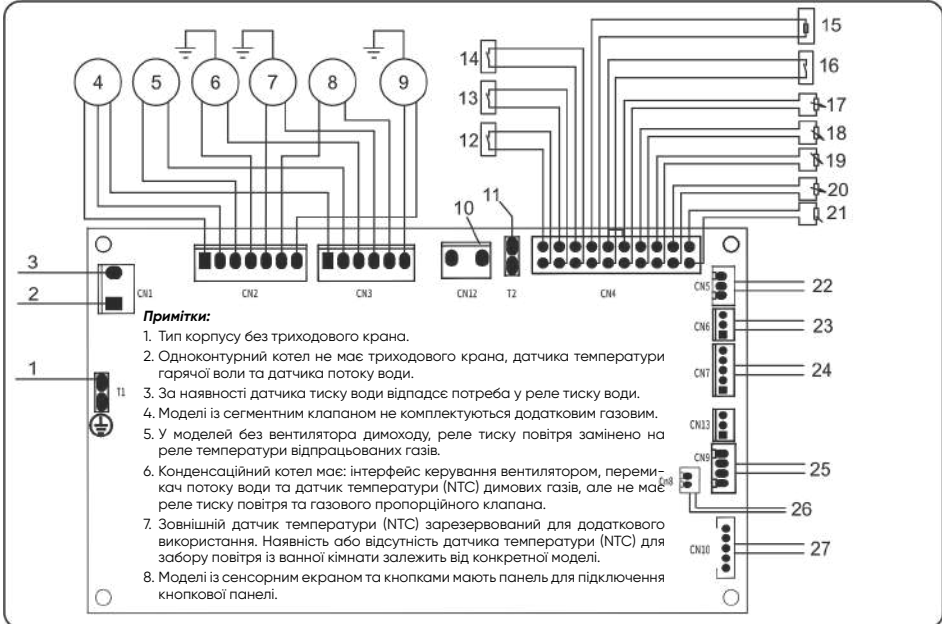 15
14
16
4 5 6 7 8 9
13
17
12
18
19
20
21
11
10
3
2
CN1
CN2
CN3
CN12
T2
CN4
CN5
22
CN6
23
CN7
24
1
T1
CN13
CN9
25
CN8
26
CN10
27
Примітки:
1. Тип корпусу без триходового крана.
2. Одноконтурний котел не має триходового крана, датчика температури
гарячої воли та датчика потоку води.
3. За наявності датчика тиску води відпадсє потреба у реле тиску води.
4. Моделі із сегментним клапаном не комплектуються додатковим газовим.
5. У моделей без вентилятора димоходу, реле тиску повітря замінено на
реле температури відпрацьованих газів.
6. Конденсаційний котел має: інтерфейс керування вентилятором, переми-
кач потоку води та датчик температури (NTC) димових газів, але не має
реле тиску повітря та газового пропорційного клапана.
7. Зовнішній датчик температури (NTC) зарезервований для додаткового
використання. Наявність або відсутність датчика температури (NTC) для
забору повітря із ванної кімнати залежить від конкретної моделі.
8. Моделі із сенсорним екраном та кнопками мають панель для підключення
кнопкової панелі.